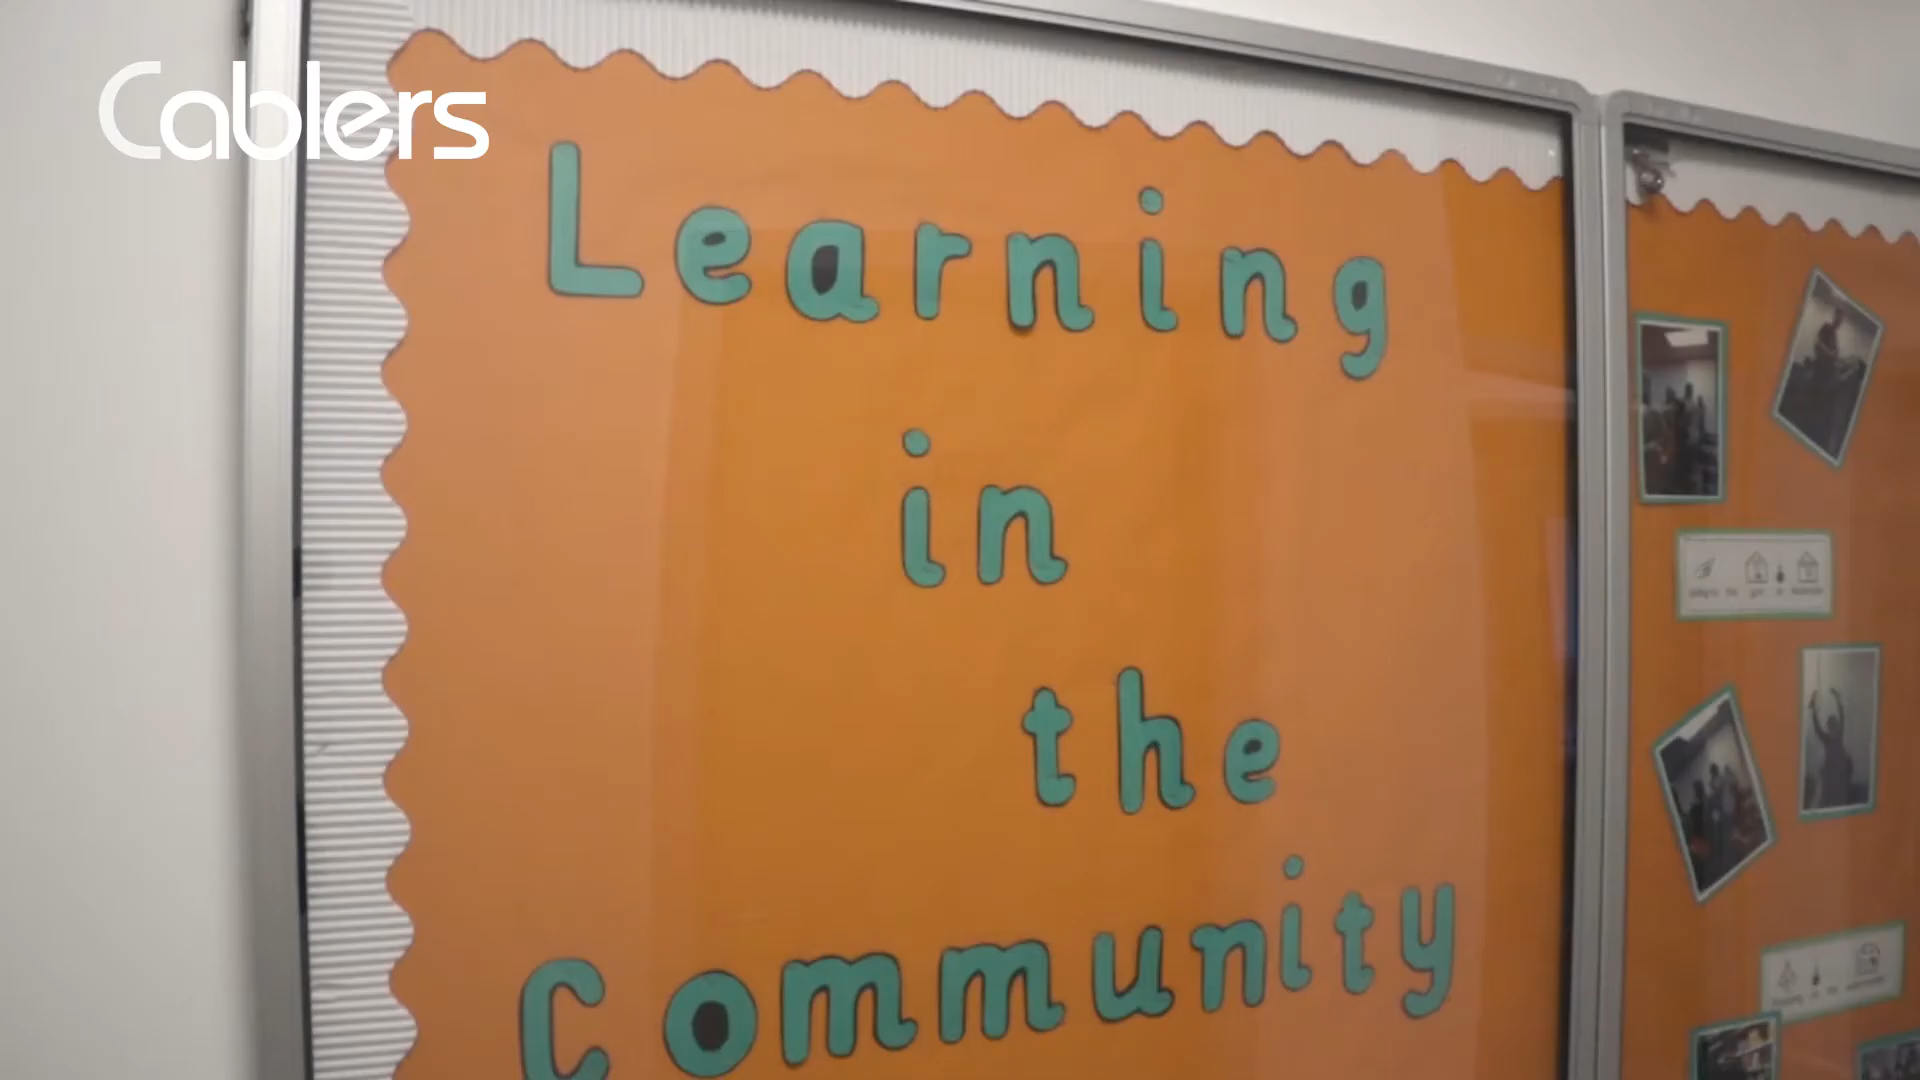 Cablers
Learning
in
the
Community